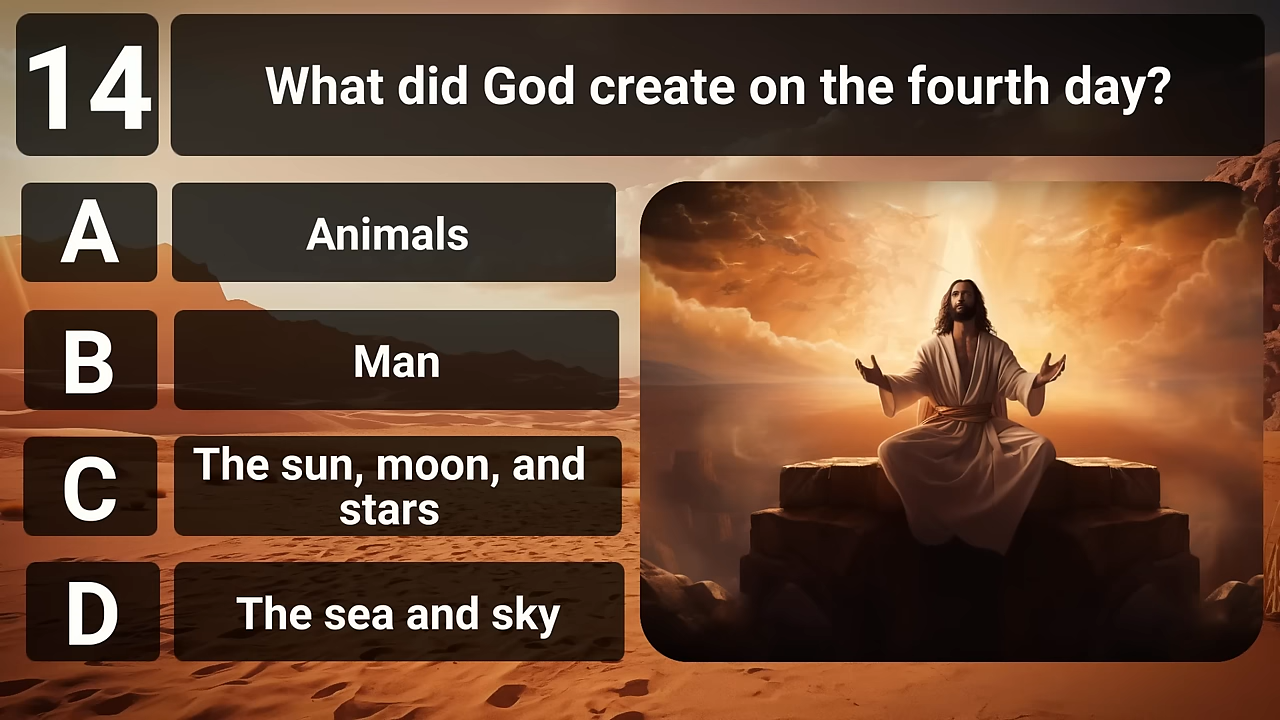 14
What did God create on the fourth day?
A
Animals
B
Man
C
The sun, moon, and
stars
D
The sea and sky